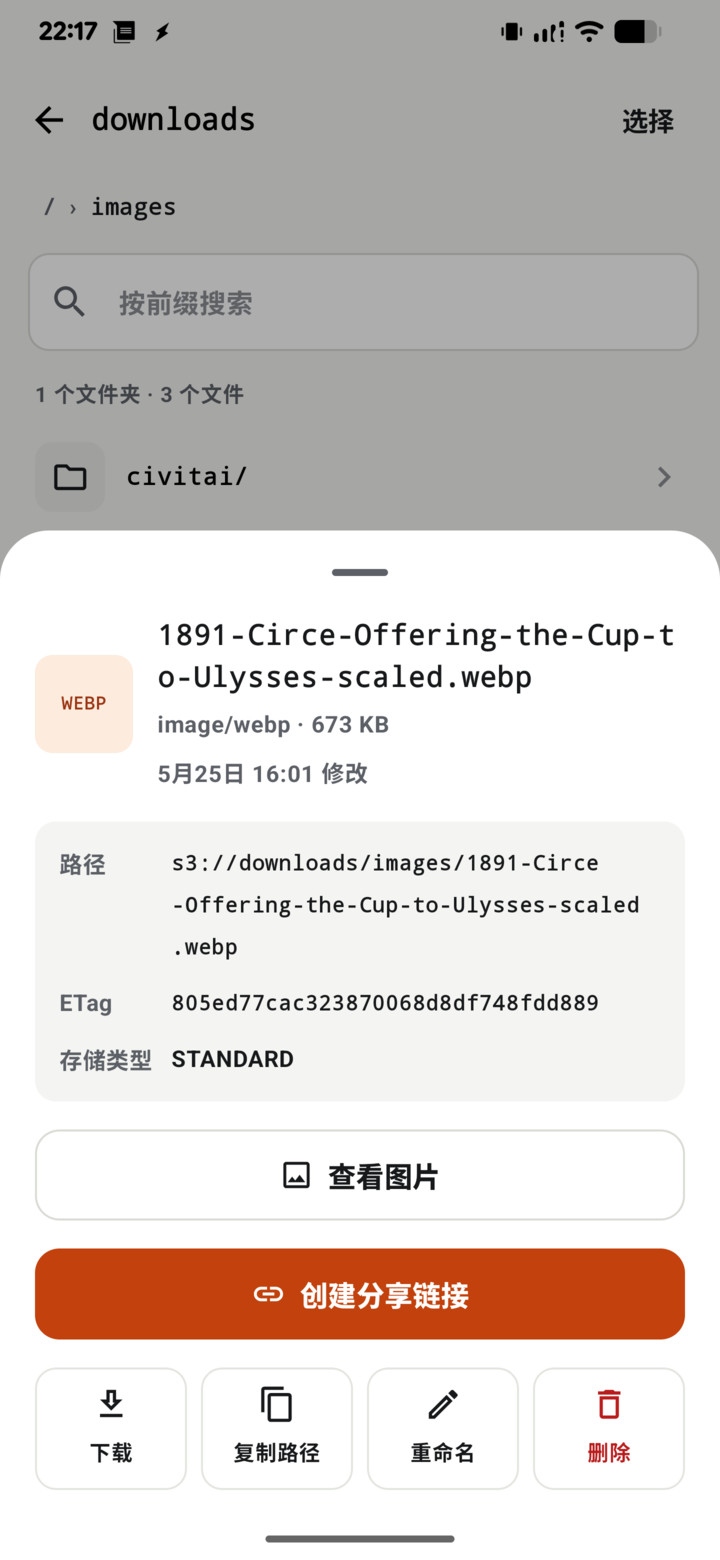 22:17
downloads
选择
/ › images
按前缀搜索
1 个文件夹 · 3 个文件
civitai/
WEBP
1891-Circe-Offering-the-Cup-t
o-Ulysses-scaled.webp
image/webp · 673 KB
5月25日 16:01 修改
路径
s3://downloads/images/1891-Circe
-Offering-the-Cup-to-Ulysses-scaled
.webp
ETag
805ed77cac323870068d8df748fdd889
存储类型
STANDARD
查看图片
创建分享链接
下载
复制路径
重命名
删除